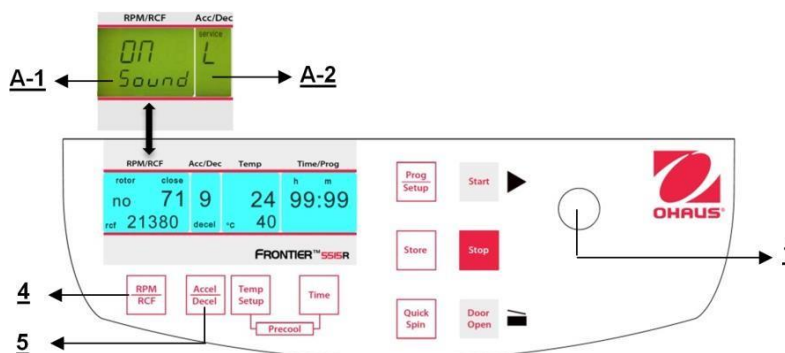 RPM/RCF Acc/Dec
service
ON L
Sound
A-1 A-2
RPM/RCF Acc/Dec Temp Time/Prog
rotor close h m
no 71 9 24 99:99
rcf 21380 decel °C 40
FRONTIER™ 5515R
RPM
RCF
Accel
Decel
Temp
Setup
Time
Precool
4
5
Prog
Setup
Start
Store
Stop
Quick
Spin
Door
Open
OHAUS®